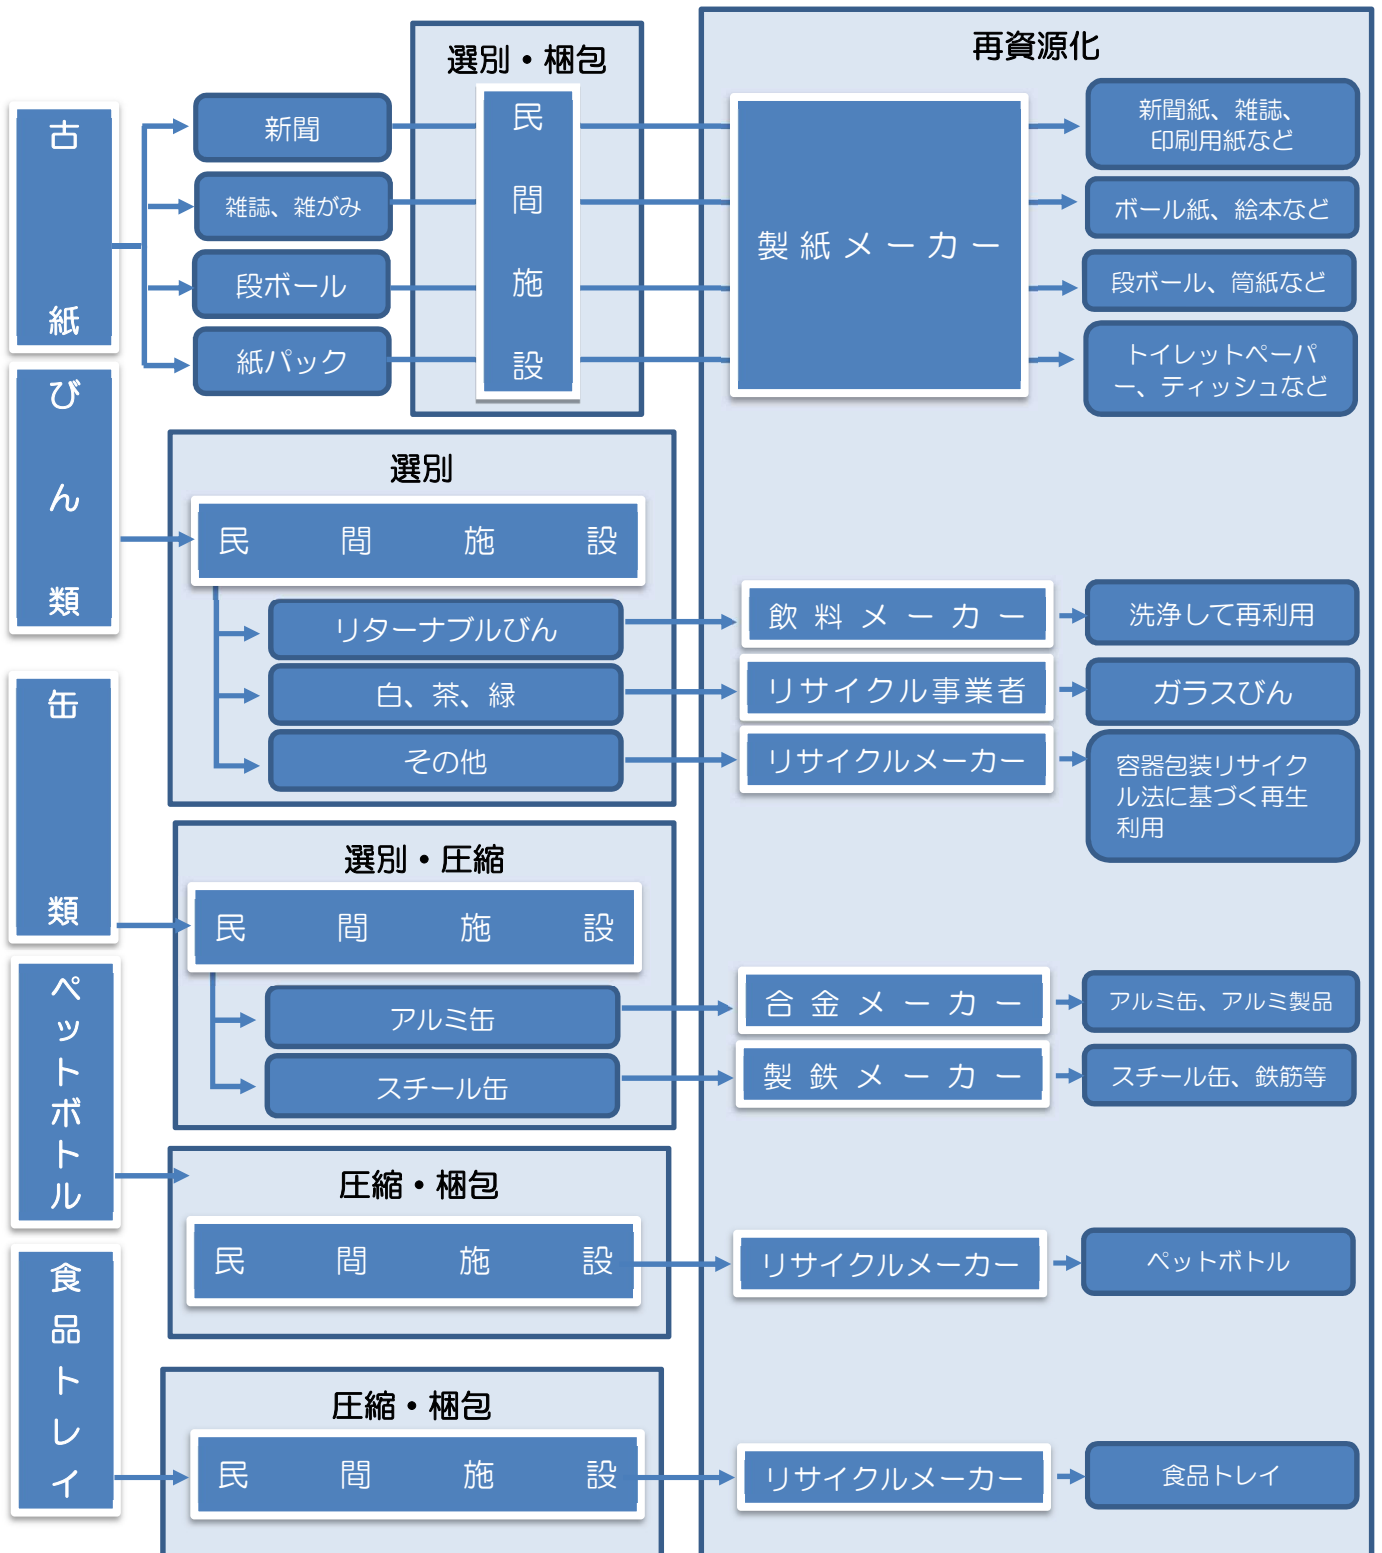 選別・梱包
再資源化
古紙
新聞
雑誌、雑がみ
段ボール
紙パック
民間施設
製紙メーカー
新聞紙、雑誌、
印刷用紙など
ボール紙、絵本など
段ボール、筒紙など
トイレットペーパ
ー、ティッシュなど
びん類
選別
民間施設
リターナブルびん
白、茶、緑
その他
飲料メーカー
リサイクル事業者
リサイクルメーカー
洗浄して再利用
ガラスびん
容器包装リサイク
ル法に基づく再生
利用
缶類
選別・圧縮
民間施設
アルミ缶
スチール缶
合金メーカー
製鉄メーカー
アルミ缶、アルミ製品
スチール缶、鉄筋等
ペットボトル
圧縮・梱包
民間施設
リサイクルメーカー
ペットボトル
食品トレイ
圧縮・梱包
民間施設
リサイクルメーカー
食品トレイ